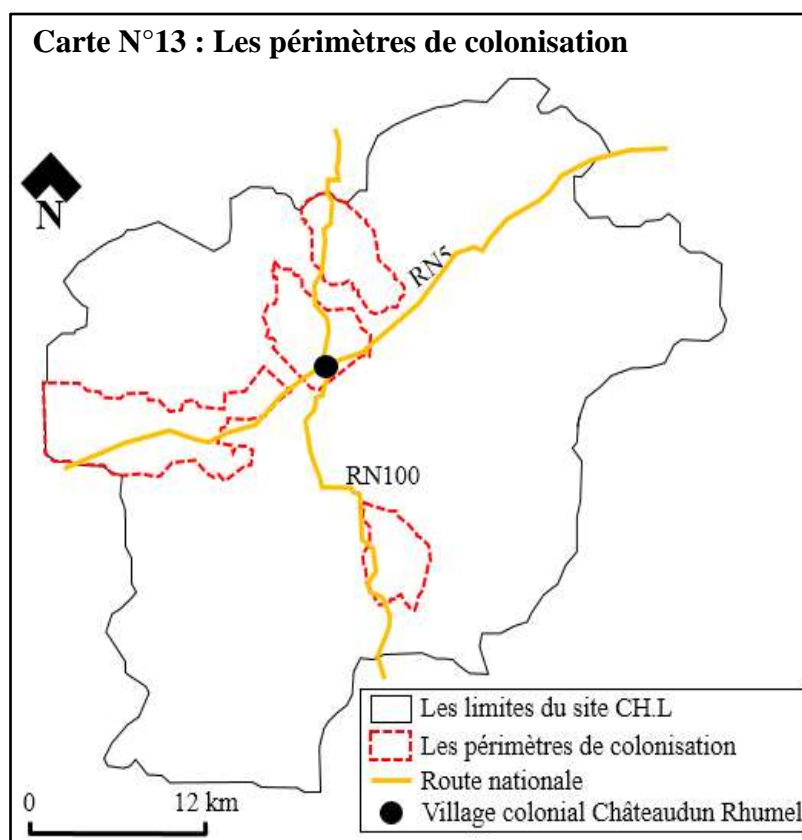 Carte N°13 : Les périmètres de colonisation
N
RN5
RN100
Les limites du site CH.L
Les périmètres de colonisation
Route nationale
Village colonial Châteaudun Rhumel
0 12 km